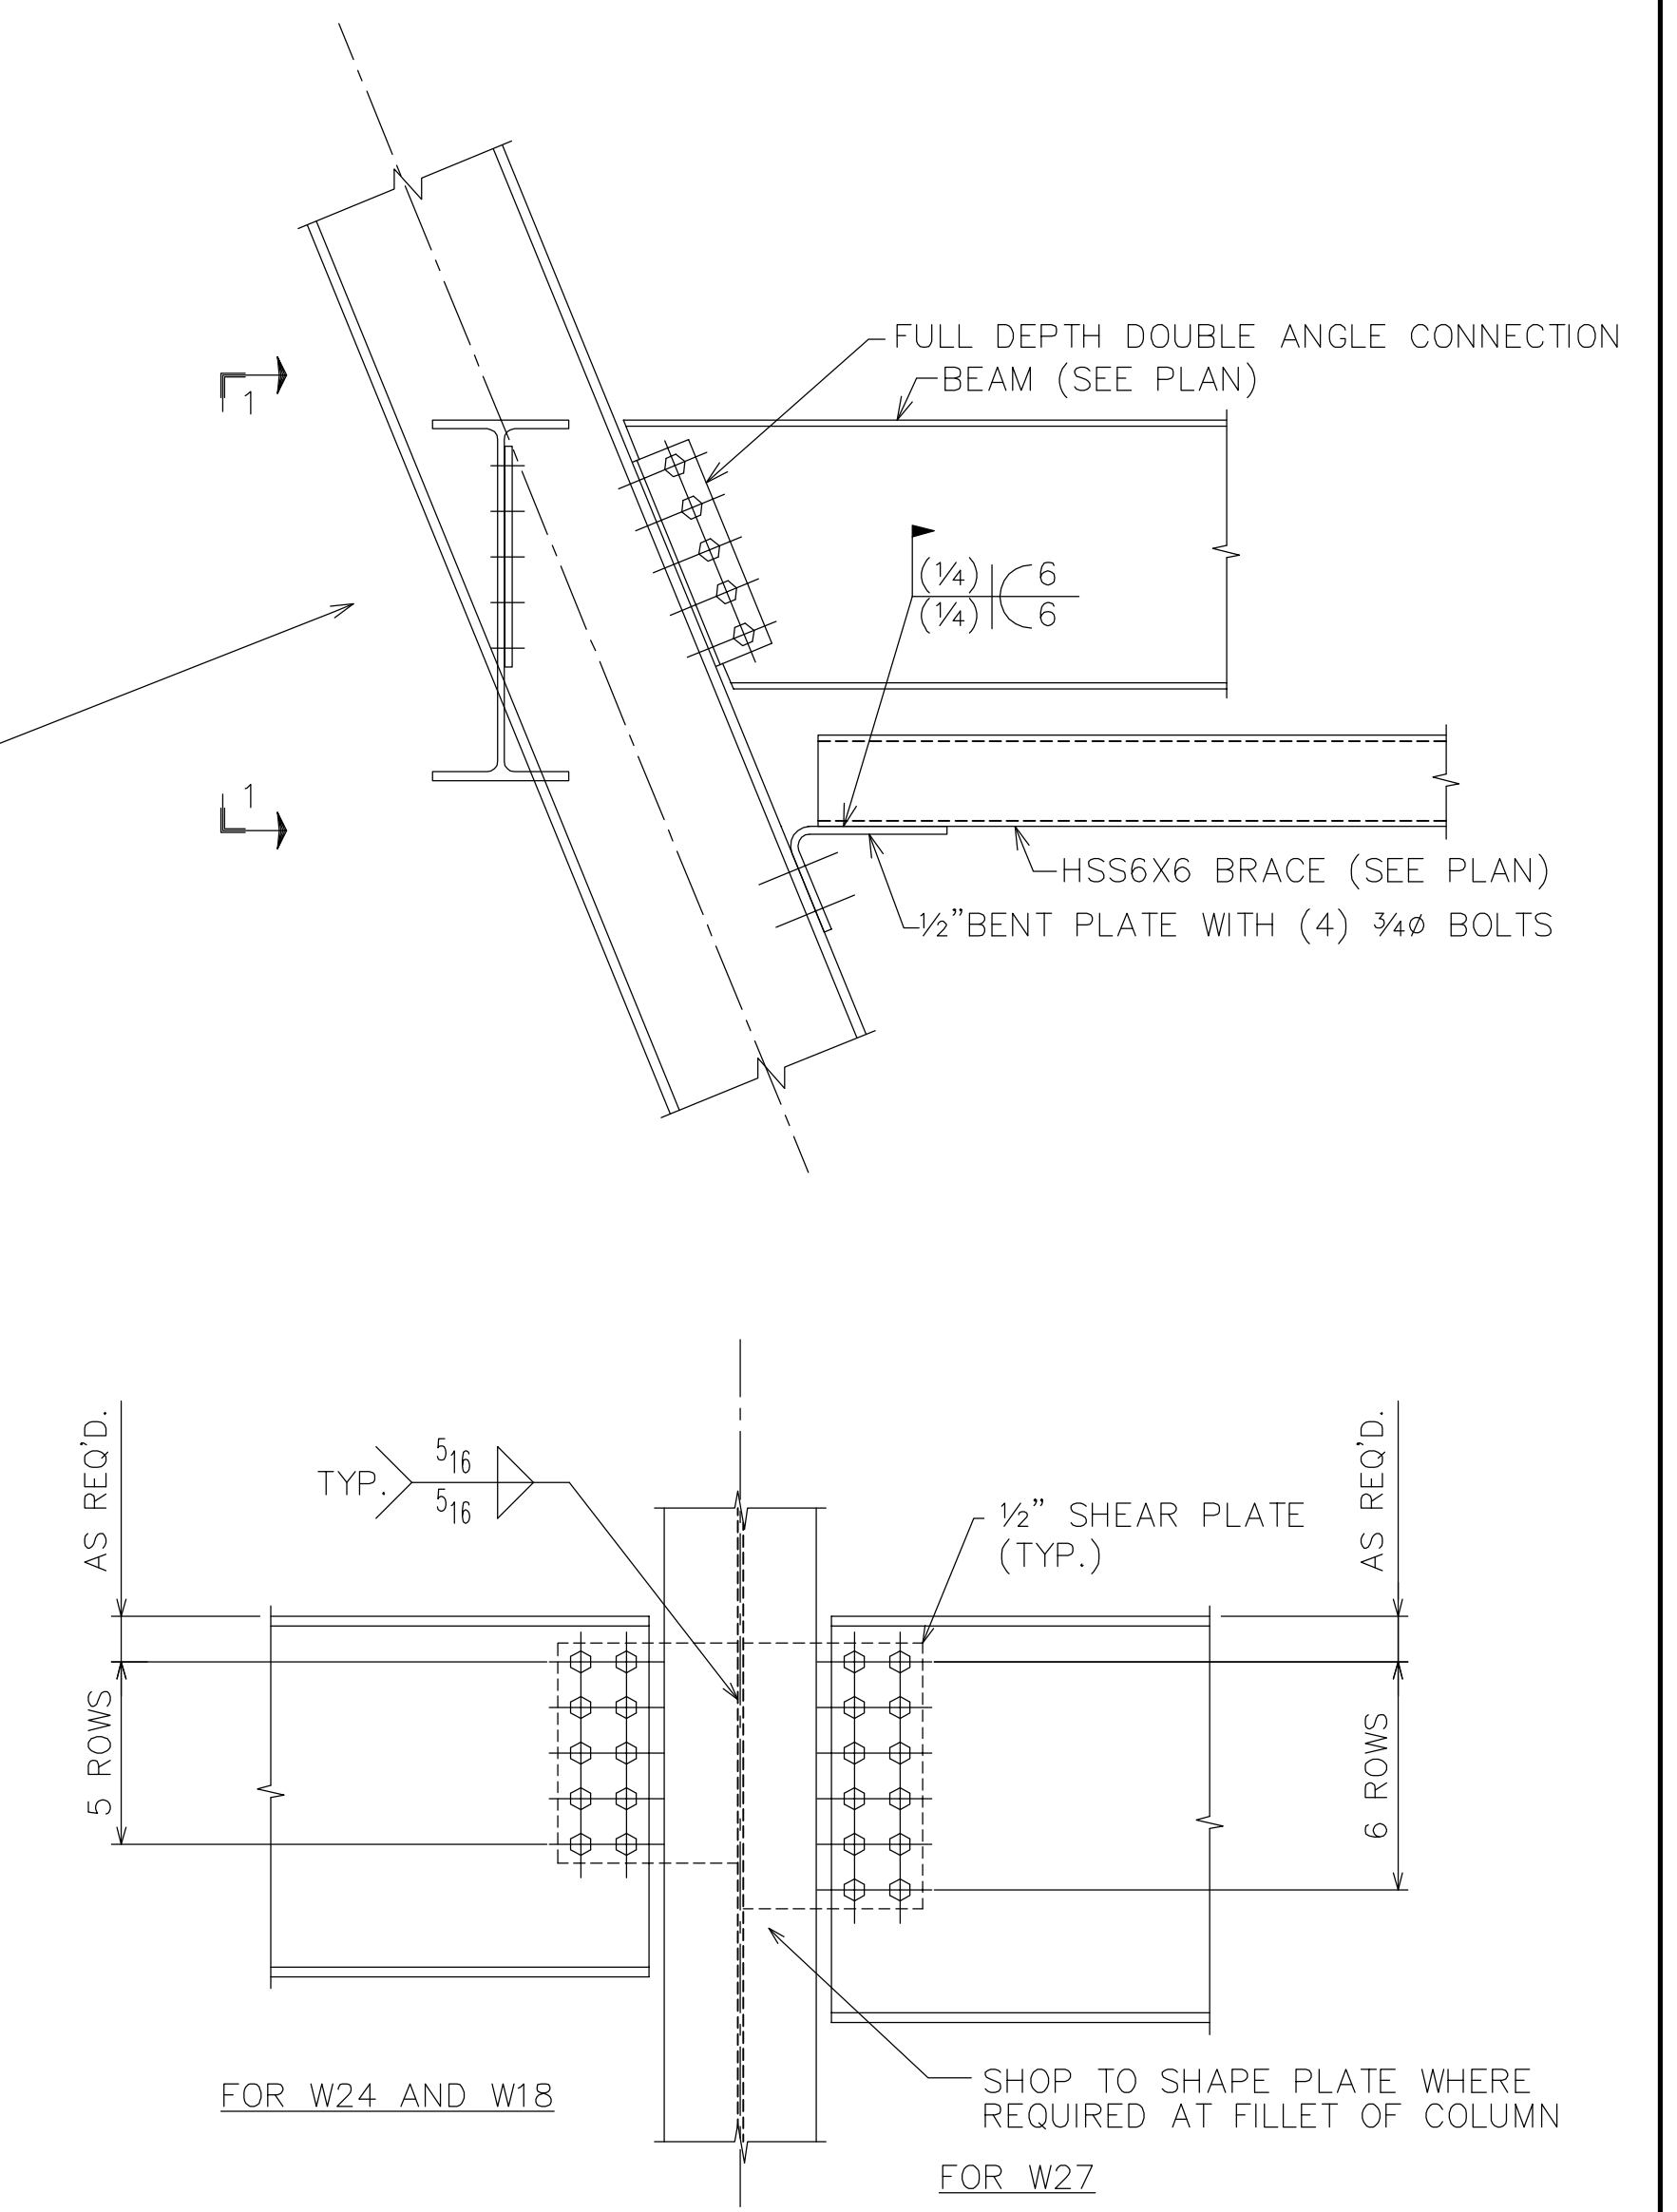 FULL DEPTH DOUBLE ANGLE CONNECTION
BEAM (SEE PLAN)
1
(1/4) 6
(1/4) 6
1
HSS6X6 BRACE (SEE PLAN)
1/2"BENT PLATE WITH (4) 3/4ø BOLTS
AS REQ'D.
5 ROWS
TYP.
5/16
5/16
1/2" SHEAR PLATE
(TYP.)
AS REQ'D.
6 ROWS
SHOP TO SHAPE PLATE WHERE
REQUIRED AT FILLET OF COLUMN
FOR W24 AND W18
FOR W27